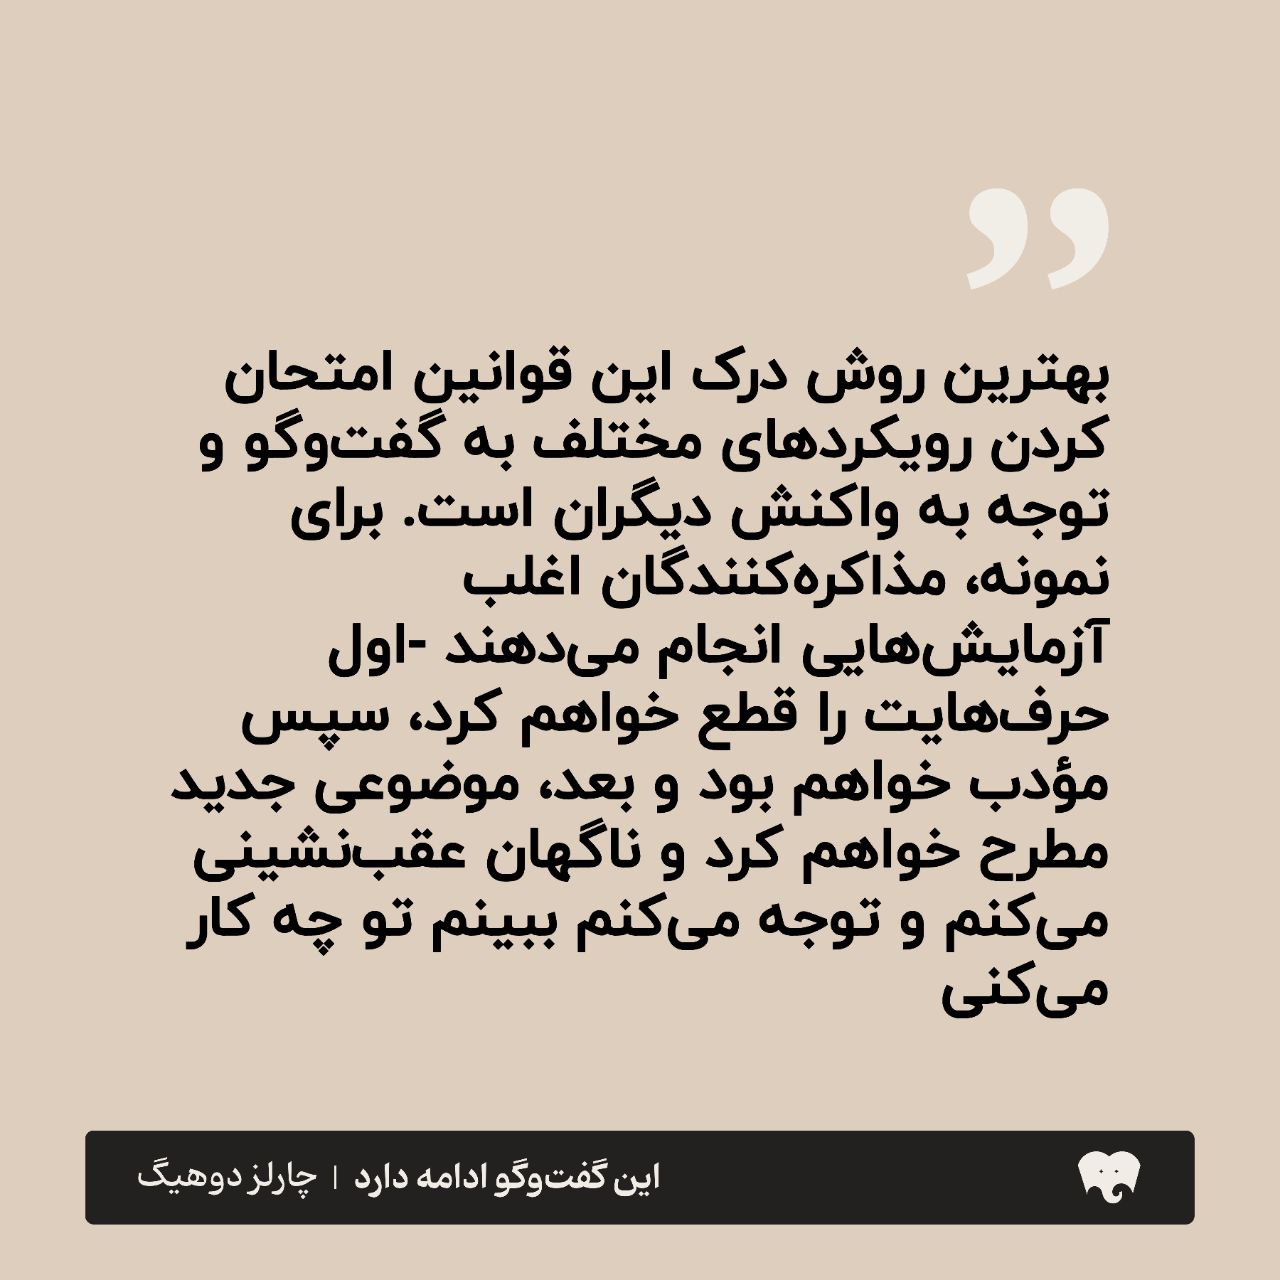 ”
بهترین روش درک این قوانین امتحان
کردن رویکردهای مختلف به گفت‌وگو و
توجه به واکنش دیگران است. برای
نمونه، مذاکره‌کنندگان اغلب
آزمایش‌هایی انجام می‌دهند -اول
حرف‌هایت را قطع خواهم کرد، سپس
مؤدب خواهم بود و بعد، موضوعی جدید
مطرح خواهم کرد و ناگهان عقب‌نشینی
می‌کنم و توجه می‌کنم ببینم تو چه کار
می‌کنی
این گفت‌وگو ادامه دارد | چارلز دوهیگ